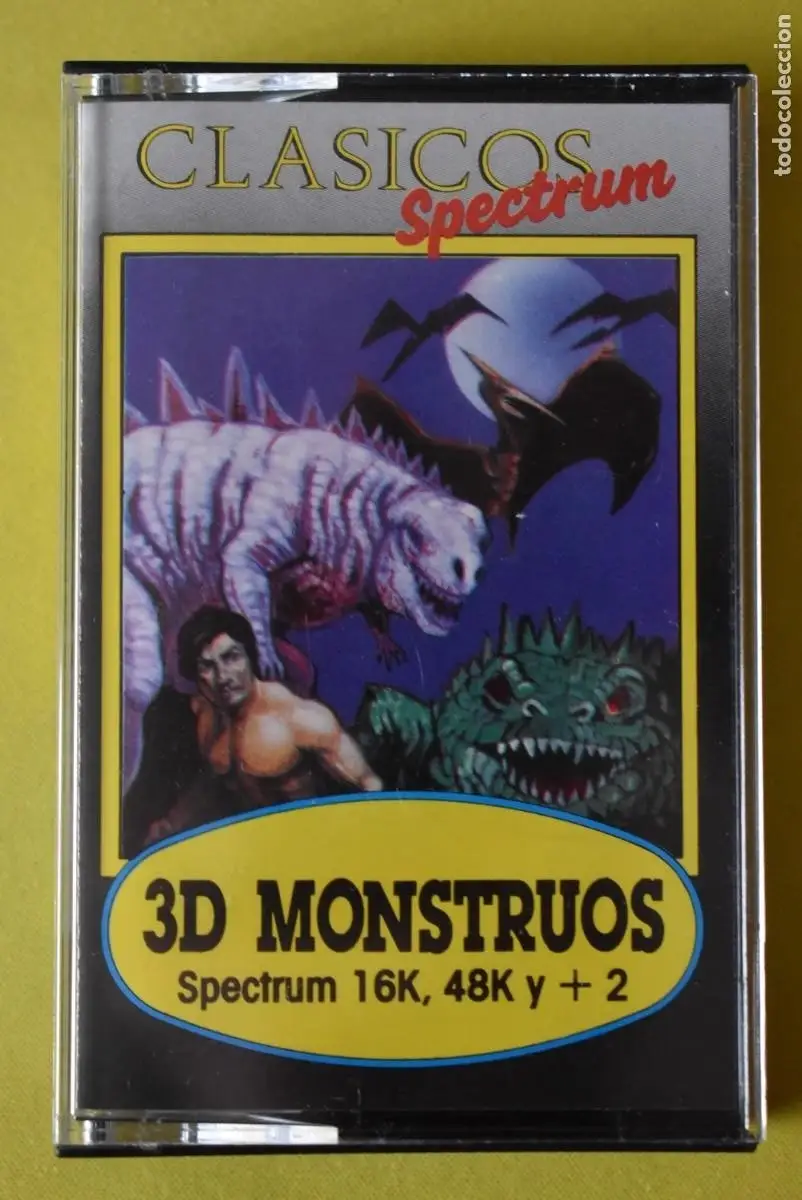 CLASICOS
Spectrum
3D MONSTRUOS
Spectrum 16K, 48K y + 2
todocoleccion